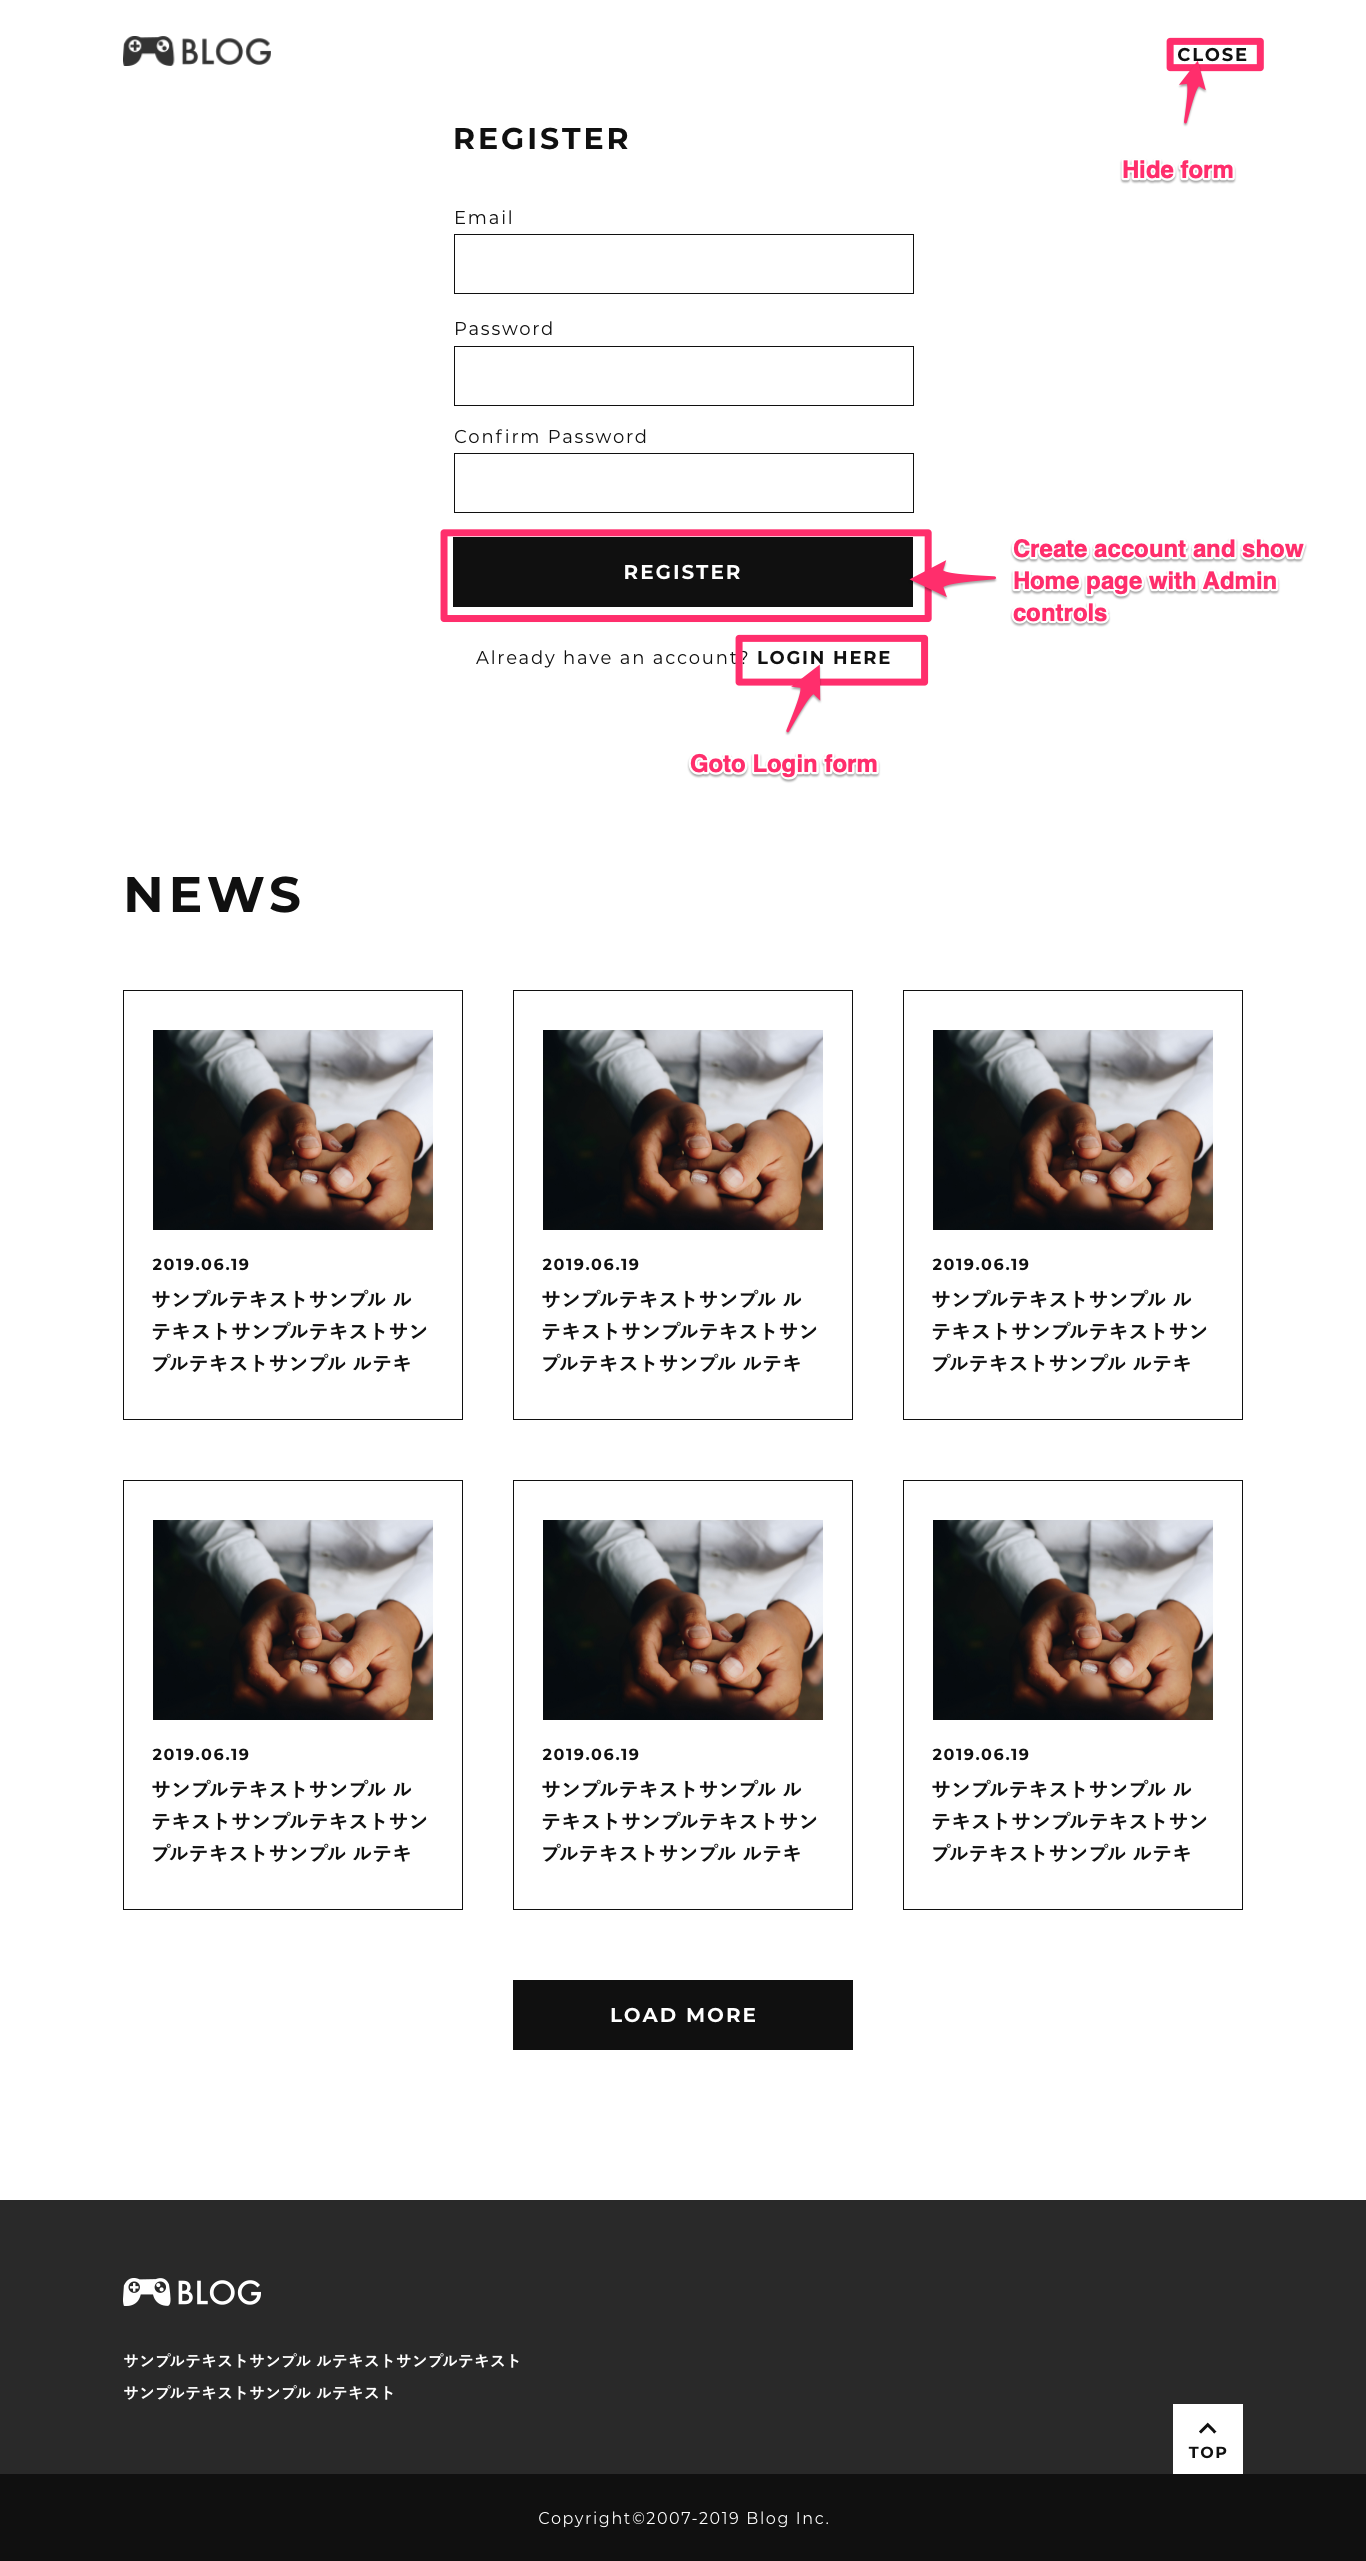 BLOG
CLOSE
Hide form
REGISTER
Email
Password
Confirm Password
REGISTER
Create account and show
Home page with Admin
controls
Already have an account? LOGIN HERE
Goto Login form
NEWS
2019.06.19
サンプルテキストサンプル ル
テキストサンプルテキストサン
プルテキストサンプル ルテキ
2019.06.19
サンプルテキストサンプル ル
テキストサンプルテキストサン
プルテキストサンプル ルテキ
2019.06.19
サンプルテキストサンプル ル
テキストサンプルテキストサン
プルテキストサンプル ルテキ
2019.06.19
サンプルテキストサンプル ル
テキストサンプルテキストサン
プルテキストサンプル ルテキ
2019.06.19
サンプルテキストサンプル ル
テキストサンプルテキストサン
プルテキストサンプル ルテキ
2019.06.19
サンプルテキストサンプル ル
テキストサンプルテキストサン
プルテキストサンプル ルテキ
LOAD MORE
BLOG
サンプルテキストサンプル ルテキストサンプルテキスト
サンプルテキストサンプル ルテキスト
TOP
Copyright©2007-2019 Blog Inc.